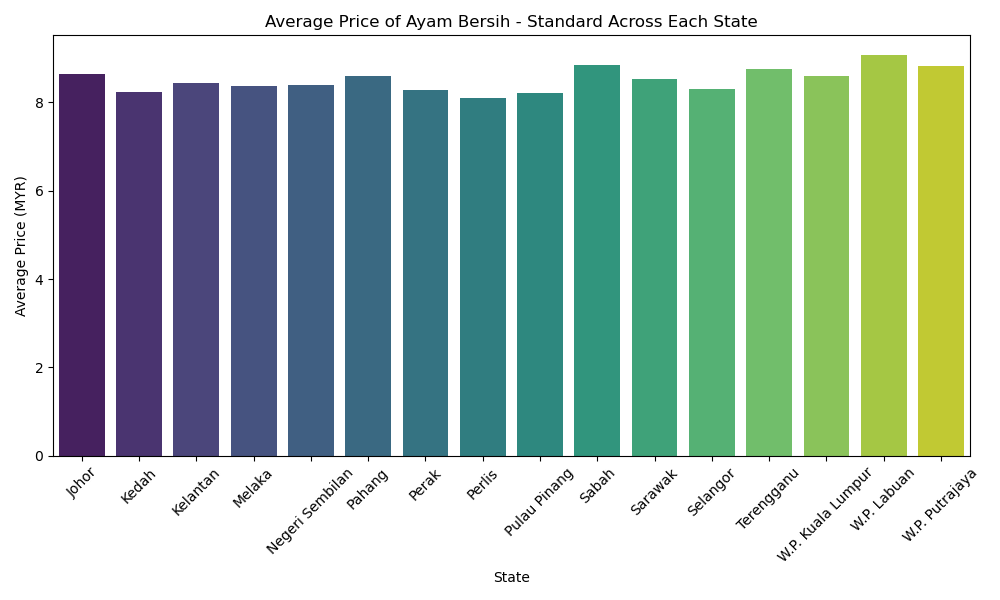 Average Price of Ayam Bersih - Standard Across Each State
Average Price (MYR)
8
6
4
2
0
Johor
Kedah
Kelantan
Melaka
Negeri Sembilan
Pahang
Perak
Perlis
Pulau Pinang
Sabah
Sarawak
Selangor
Terengganu
W.P. Kuala Lumpur
W.P. Labuan
W.P. Putrajaya
State